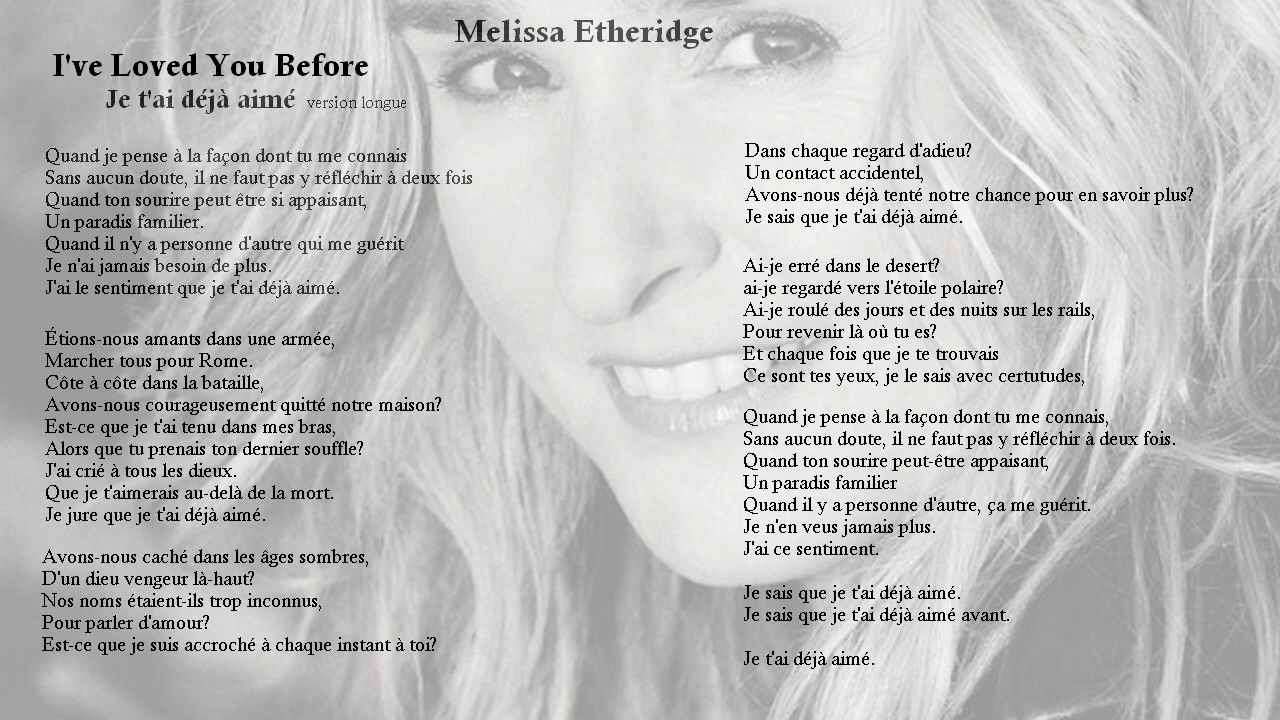 Melissa Etheridge
I've Loved You Before
Je t'ai déjà aimé version longue
Quand je pense à la façon dont tu me connais
Sans aucun doute, il ne faut pas y réfléchir à deux fois
Quand ton sourire peut être si appaisant,
Un paradis familier.
Quand il n'y a personne d'autre qui me guérit
Je n'ai jamais besoin de plus.
J'ai le sentiment que je t'ai déjà aimé.
Étions-nous amants dans une armée,
Marcher tous pour Rome.
Côte à côte dans la bataille,
Avons-nous courageusement quitté notre maison?
Est-ce que je t'ai tenu dans mes bras,
Alors que tu prenais ton dernier souffle?
J'ai crié à tous les dieux.
Que je t'aimerais au-delà de la mort.
Je jure que je t'ai déjà aimé.
Avons-nous caché dans les âges sombres,
D'un dieu vengeur là-haut?
Nos noms étaient-ils trop inconnus,
Pour parler d'amour?
Est-ce que je suis accroché à chaque instant à toi?
Dans chaque regard d'adieu?
Un contact accidentel,
Avons-nous déjà tenté notre chance pour en savoir plus?
Je sais que je t'ai déjà aimé.
Ai-je erré dans le desert?
ai-je regardé vers l'étoile polaire?
Ai-je roulé des jours et des nuits sur les rails,
Pour revenir là où tu es?
Et chaque fois que je te trouvais
Ce sont tes yeux, je le sais avec certutudes,
Quand je pense à la façon dont tu me connais,
Sans aucun doute, il ne faut pas y réfléchir à deux fois.
Quand ton sourire peut-être appaisant,
Un paradis familier
Quand il y a personne d'autre, ça me guérit.
Je n'en veus jamais plus.
J'ai ce sentiment.
Je sais que je t'ai déjà aimé.
Je sais que je t'ai déjà aimé avant.
Je t'ai déjà aimé.